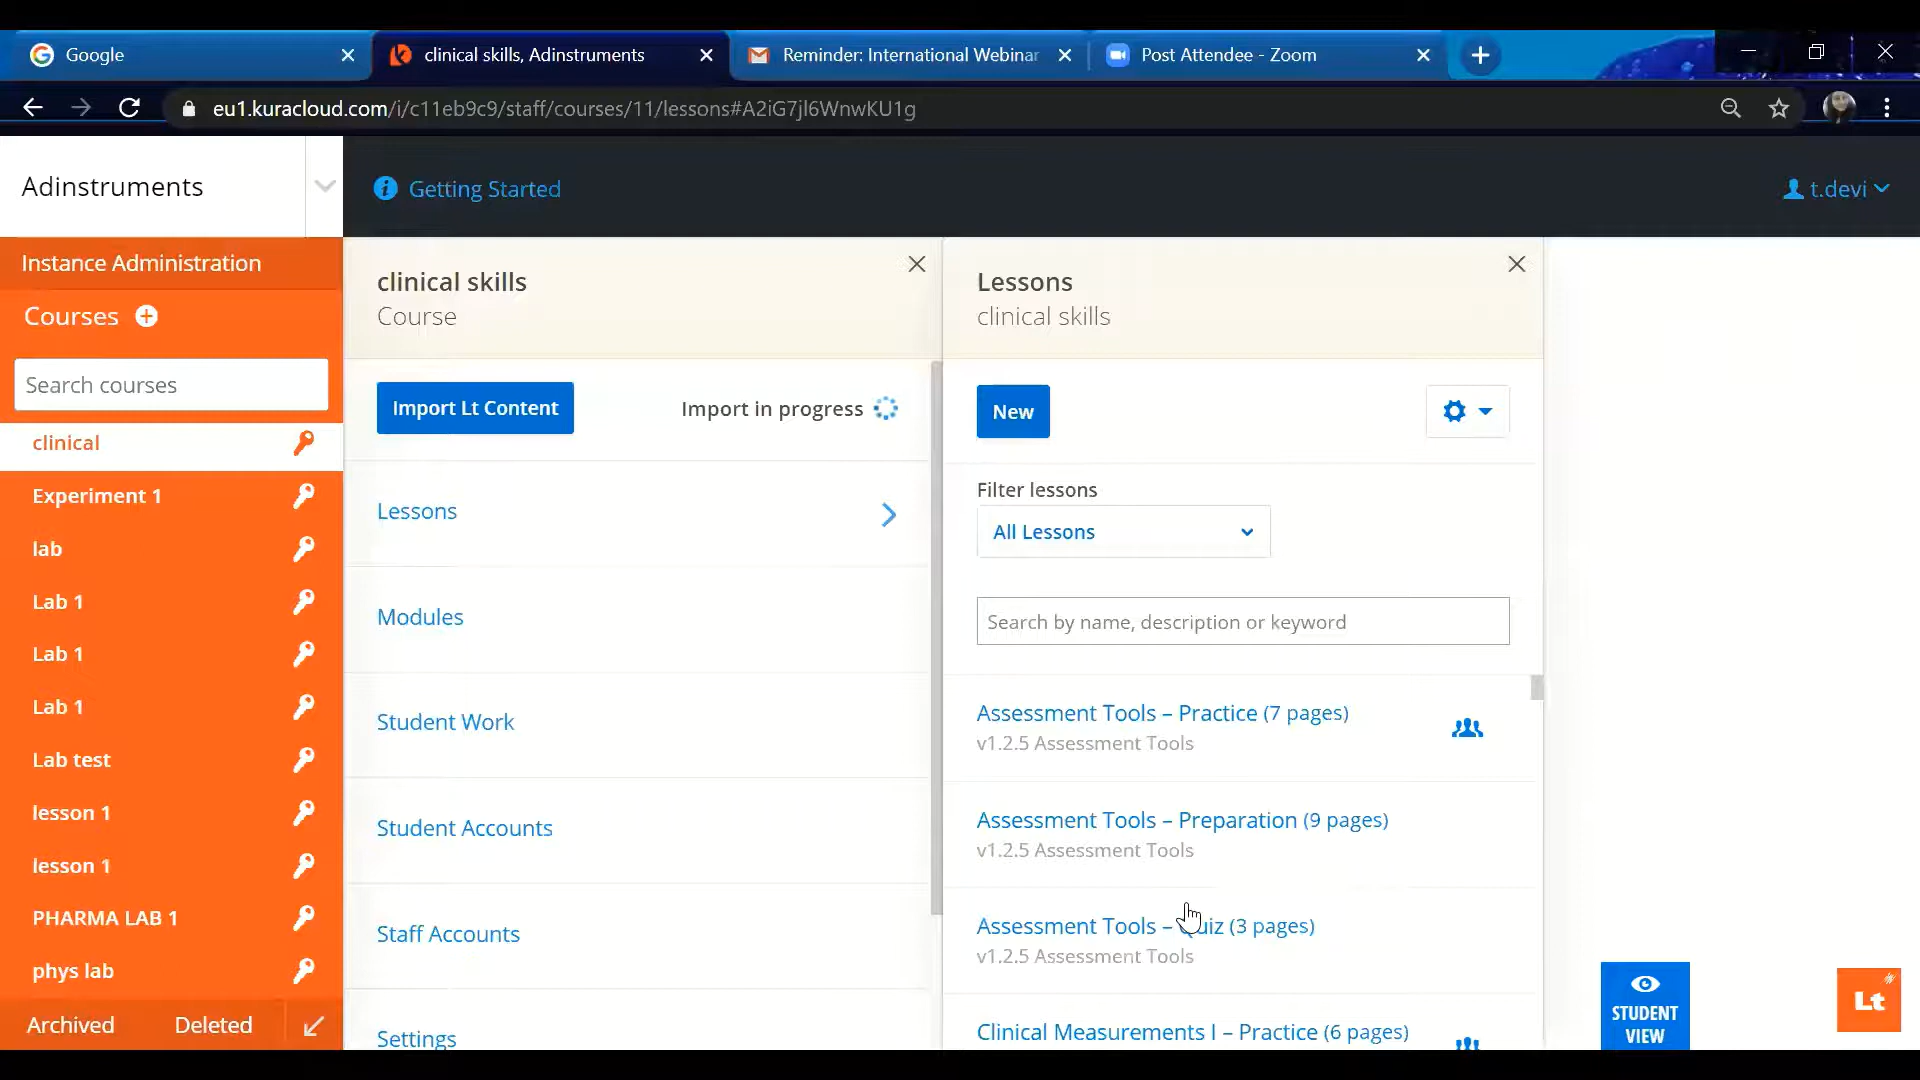 Google
clinical skills, Adinstruments
Reminder: International Webinar
Post Attendee - Zoom
eu1.kuracloud.com/i/c11eb9c9/staff/courses/11/lessons#A2iG7jl6WnwKU1g
Adinstruments
Getting Started
t.devi
Instance Administration
Courses
Search courses
clinical
Experiment 1
lab
Lab 1
Lab 1
Lab 1
Lab test
lesson 1
lesson 1
PHARMA LAB 1
phys lab
Archived
Deleted
clinical skills
Course
Import Lt Content
Import in progress
Lessons
Modules
Student Work
Student Accounts
Staff Accounts
Settings
Lessons
clinical skills
New
Filter lessons
All Lessons
Search by name, description or keyword
Assessment Tools – Practice (7 pages)
v1.2.5 Assessment Tools
Assessment Tools – Preparation (9 pages)
v1.2.5 Assessment Tools
Assessment Tools – Quiz (3 pages)
v1.2.5 Assessment Tools
Clinical Measurements I – Practice (6 pages)
STUDENT
VIEW
Lt